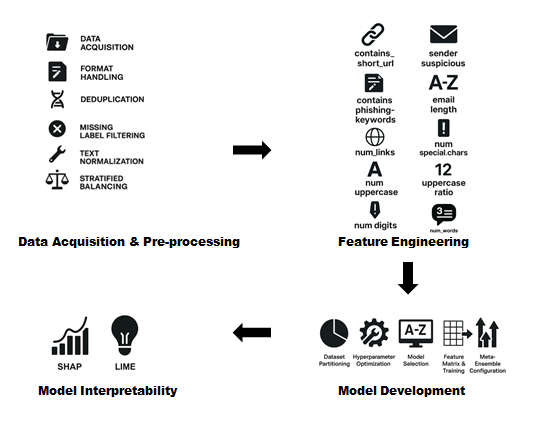 DATA
ACQUISITION
FORMAT
HANDLING
DEDUPLICATION
MISSING
LABEL FILTERING
TEXT
NORMALIZATION
STRATIFIED
BALANCING
Data Acquisition & Pre-processing
contains_
short_url
sender
suspicious
contains
phishing-
keywords
A-Z
email
length
num_links
num
special.chars
A
num
uppercase
12
uppercase
ratio
num digits
3
num_words
Feature Engineering
SHAP
LIME
Model Interpretability
Dataset
Partitioning
Hyperparameter
Optimization
A-Z
Model
Selection
Feature
Matrix &
Training
Meta-
Ensemble
Configuration
Model Development